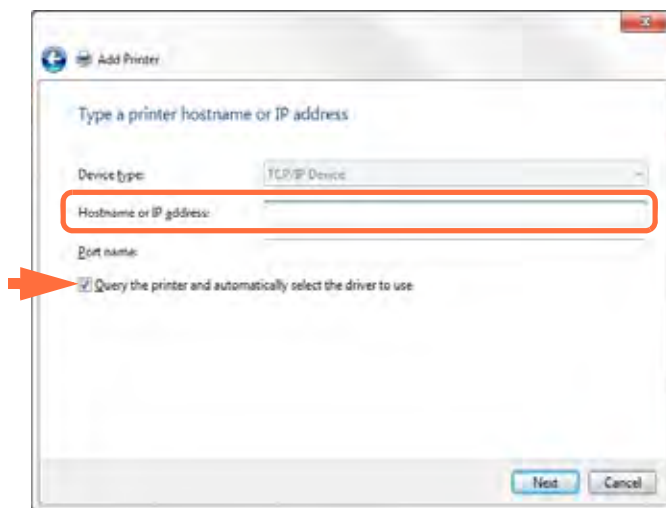 Add Printer
Type a printer hostname or IP address
Device type:
TCP/IP Device
Hostname or IP address:
Port name:
Query the printer and automatically select the driver to use
Next
Cancel